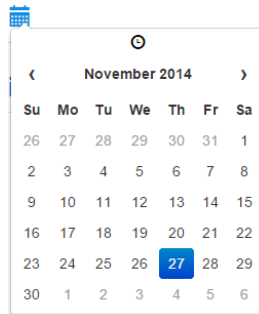 ‹ November 2014 ›
Su Mo Tu We Th Fr Sa
26 27 28 29 30 31 1
2 3 4 5 6 7 8
9 10 11 12 13 14 15
16 17 18 19 20 21 22
23 24 25 26 27 28 29
30 1 2 3 4 5 6